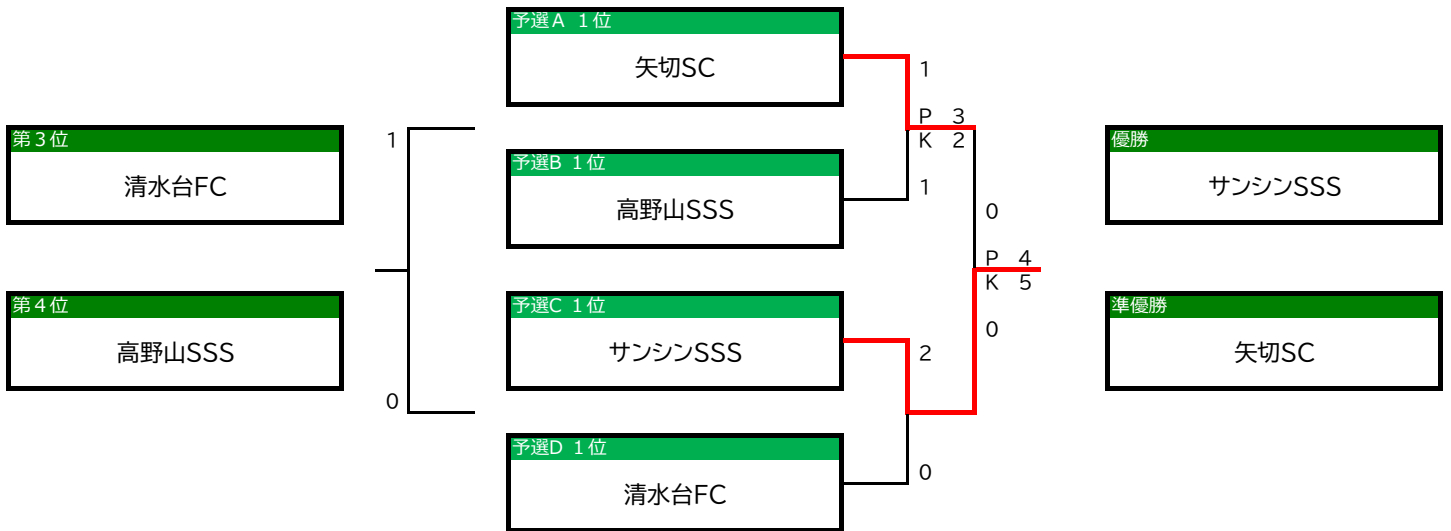 予選A １位
矢切SC
1
P 3
K 2
第３位
清水台FC
1
予選B １位
高野山SSS
1
0
優勝
サンシンSSS
P 4
K 5
第４位
高野山SSS
0
予選C １位
サンシンSSS
2
0
準優勝
矢切SC
予選D １位
清水台FC
0